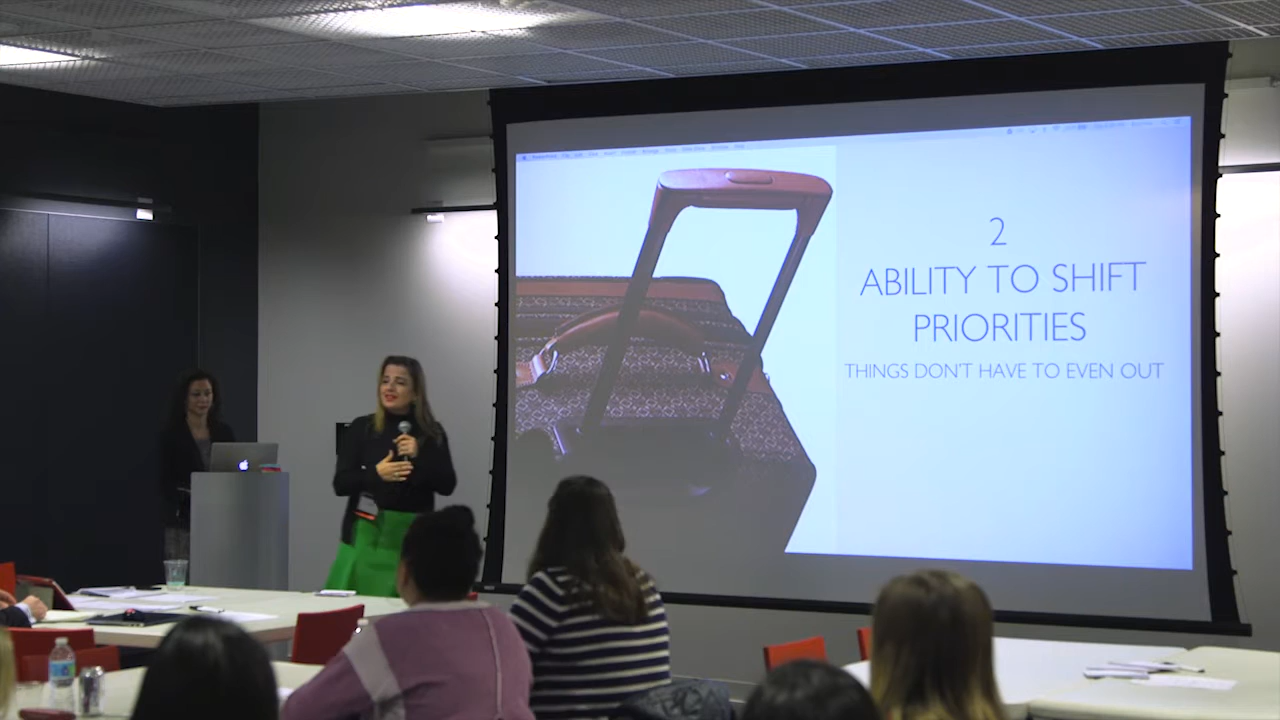 2
ABILITY TO SHIFT
PRIORITIES
THINGS DON'T HAVE TO EVEN OUT